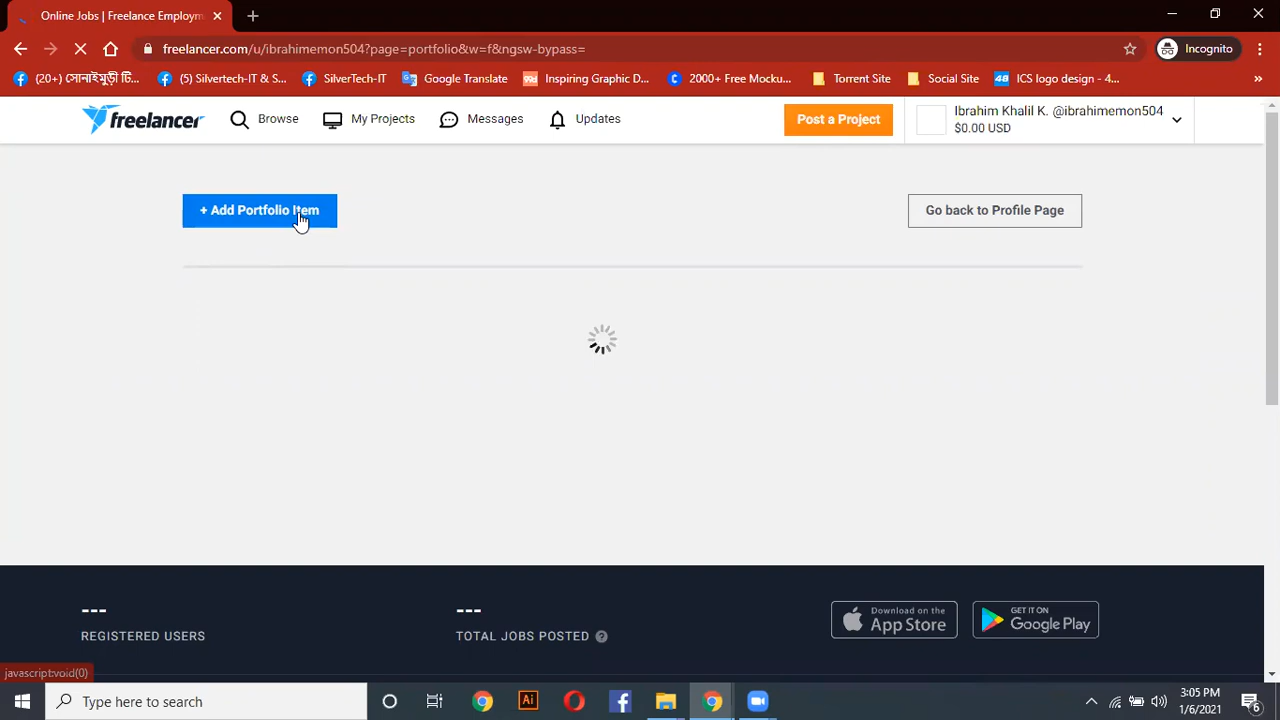 Online Jobs | Freelance Employm
freelancer.com/u/ibrahimemon504?page=portfolio&w=f&ngsw-bypass=
Incognito
(20+) সোনাইমুড়ী টি...
(5) Silvertech-IT & S...
SilverTech-IT
Google Translate
Inspiring Graphic D...
2000+ Free Mocku...
Torrent Site
Social Site
48
ICS logo design - 4...
»
freelancer
Browse
My Projects
Messages
Updates
Post a Project
Ibrahim Khalil K. @ibrahimemon504
$0.00 USD
+ Add Portfolio Item
Go back to Profile Page
---
REGISTERED USERS
---
TOTAL JOBS POSTED ?
Download on the
App Store
GET IT ON
Google Play
javascript:void(0)
Type here to search
Ai
3:05 PM
1/6/2021
6